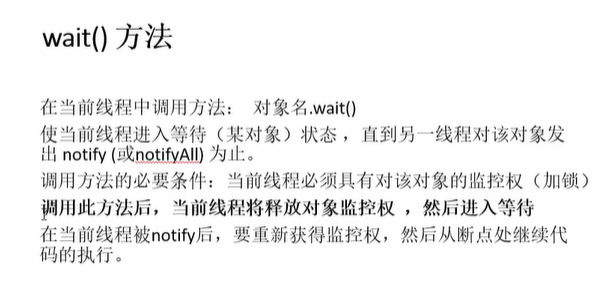 wait() 方法
在当前线程中调用方法： 对象名.wait()
使当前线程进入等待（某对象）状态 ，直到另一线程对该对象发
出 notify (或notifyAll) 为止。
调用方法的必要条件：当前线程必须具有对该对象的监控权（加锁）
调用此方法后，当前线程将释放对象监控权 ，然后进入等待
在当前线程被notify后，要重新获得监控权，然后从断点处继续代
码的执行。